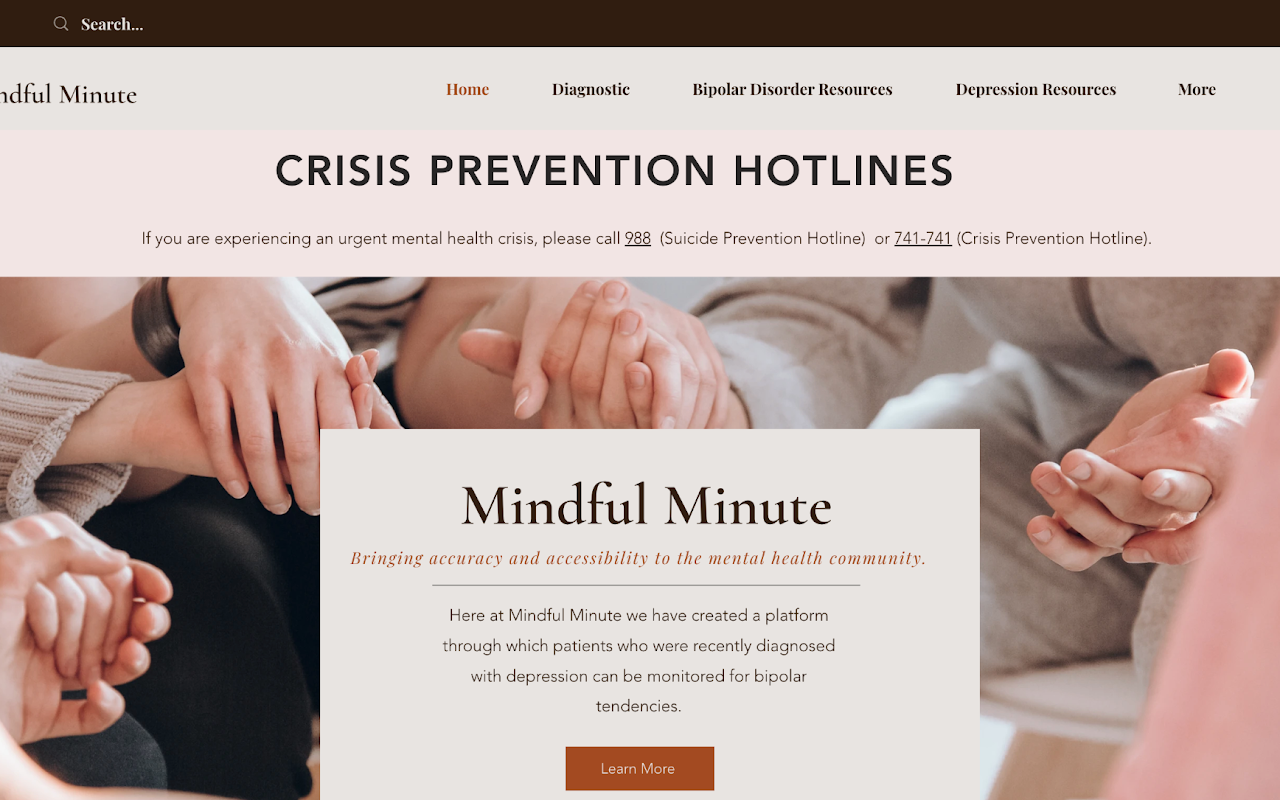 Search...
ndful Minute
Home Diagnostic Bipolar Disorder Resources Depression Resources More
CRISIS PREVENTION HOTLINES
If you are experiencing an urgent mental health crisis, please call 988 (Suicide Prevention Hotline) or 741-741 (Crisis Prevention Hotline).
Mindful Minute
Bringing accuracy and accessibility to the mental health community.
Here at Mindful Minute we have created a platform
through which patients who were recently diagnosed
with depression can be monitored for bipolar
tendencies.
Learn More